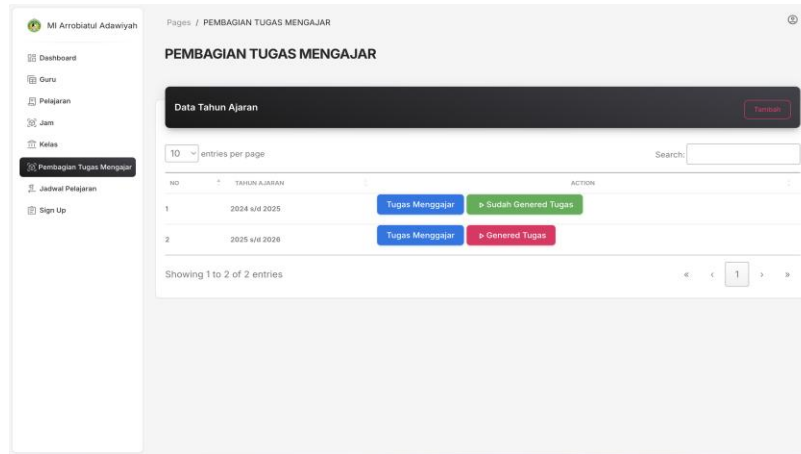 MI Arrobiatul Adawiyah
Dashboard
Guru
Pelajaran
Jam
Kelas
Pembagian Tugas Mengajar
Jadwal Pelajaran
Sign Up
Pages / PEMBAGIAN TUGAS MENGAJAR
PEMBAGIAN TUGAS MENGAJAR
Data Tahun Ajaran Tambah
10 entries per page Search:
NO TAHUN AJARAN ACTION
1 2024 s/d 2025 Tugas Menggajar Sudah Genered Tugas
2 2025 s/d 2026 Tugas Menggajar Genered Tugas
Showing 1 to 2 of 2 entries « ‹ 1 › »